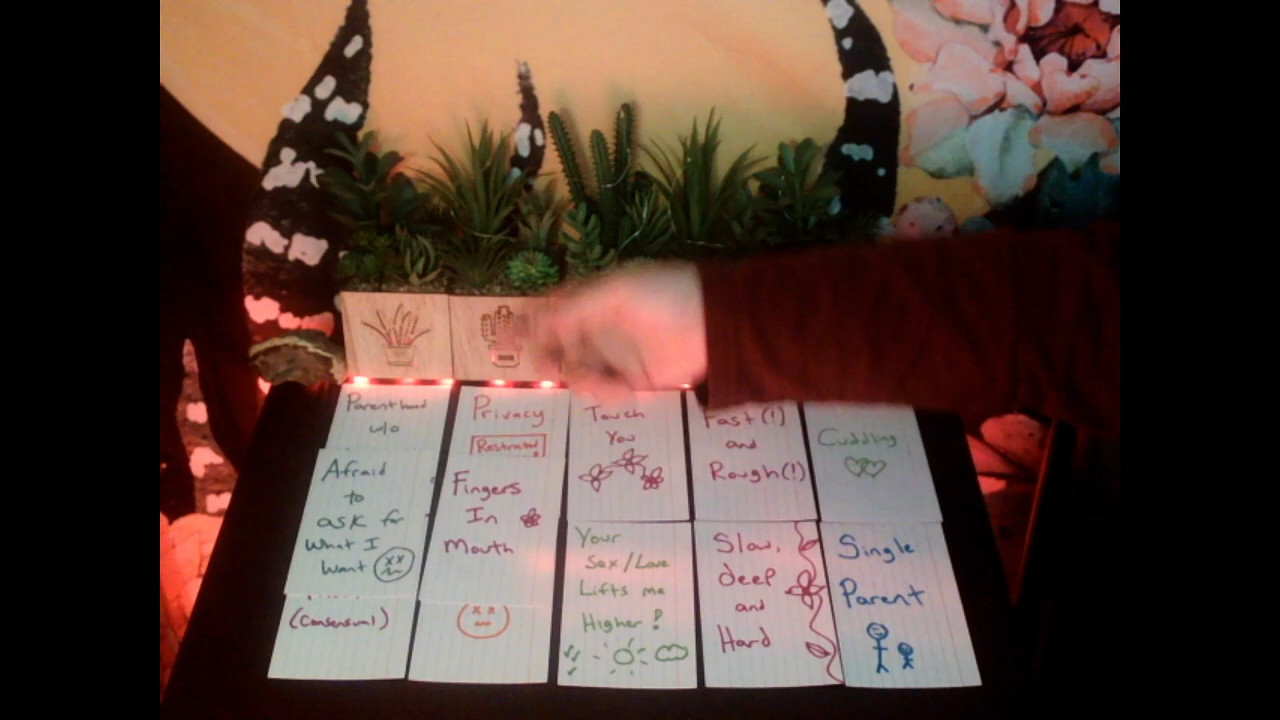 Parenthood
w/o
Afraid
to
ask for
What I
Want
(Consensual)
Privacy
Restricted!
Fingers
In
Mouth
Touch
You
Your
Sex/Love
Lifts me
Higher!
Fast(!)
and
Rough(!)
Slow,
deep
and
Hard
Cuddling
Single
Parent